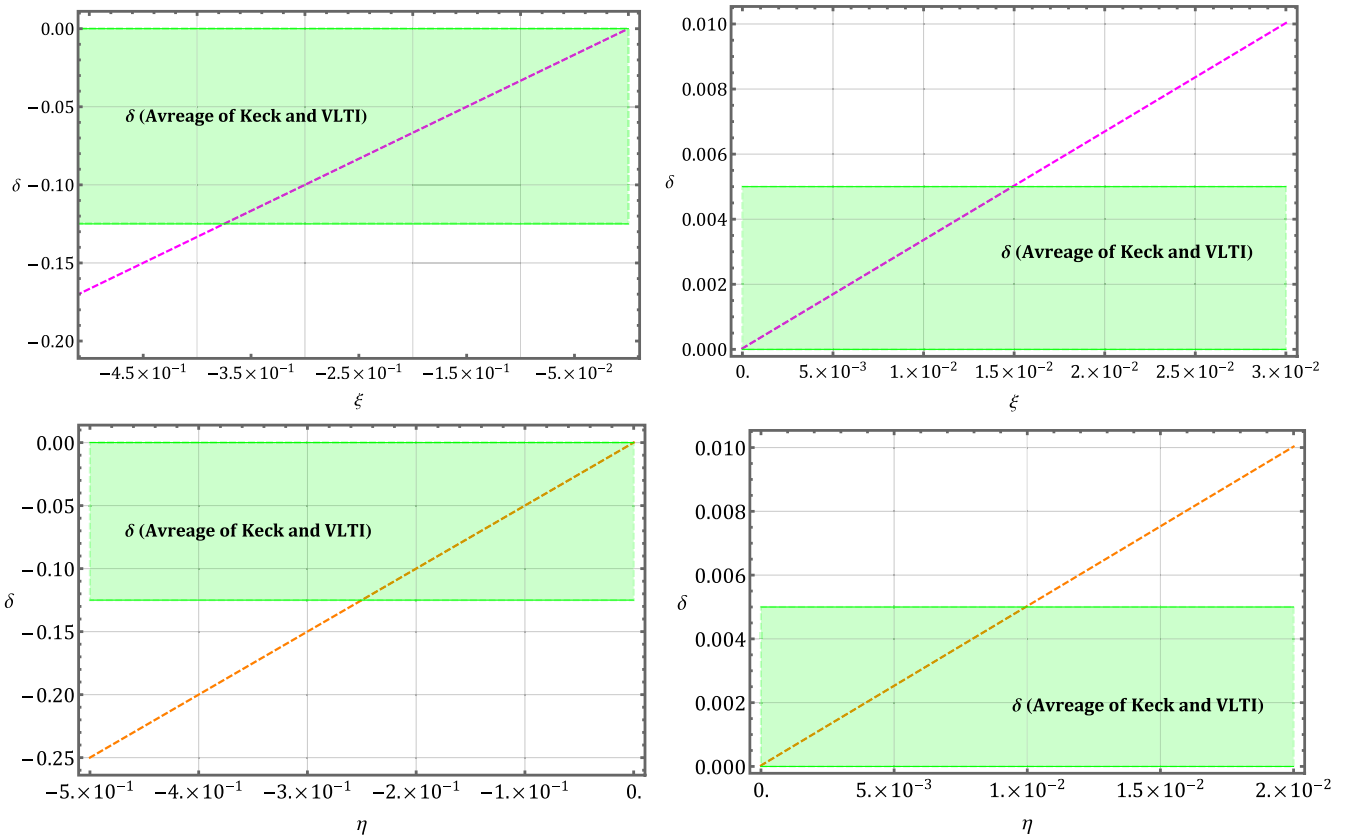 0.00
−0.05
δ −0.10
−0.15
−0.20
δ (Avreage of Keck and VLTI)
−4.5×10⁻¹ −3.5×10⁻¹ −2.5×10⁻¹ −1.5×10⁻¹ −5.×10⁻²
ξ
0.010
0.008
0.006
δ
0.004
0.002
0.000
δ (Avreage of Keck and VLTI)
0. 5.×10⁻³ 1.×10⁻² 1.5×10⁻² 2.×10⁻² 2.5×10⁻² 3.×10⁻²
ξ
0.00
−0.05
−0.10
δ
−0.15
−0.20
−0.25
δ (Avreage of Keck and VLTI)
−5.×10⁻¹ −4.×10⁻¹ −3.×10⁻¹ −2.×10⁻¹ −1.×10⁻¹ 0.
η
0.010
0.008
0.006
δ
0.004
0.002
0.000
δ (Avreage of Keck and VLTI)
0. 5.×10⁻³ 1.×10⁻² 1.5×10⁻² 2.×10⁻²
η